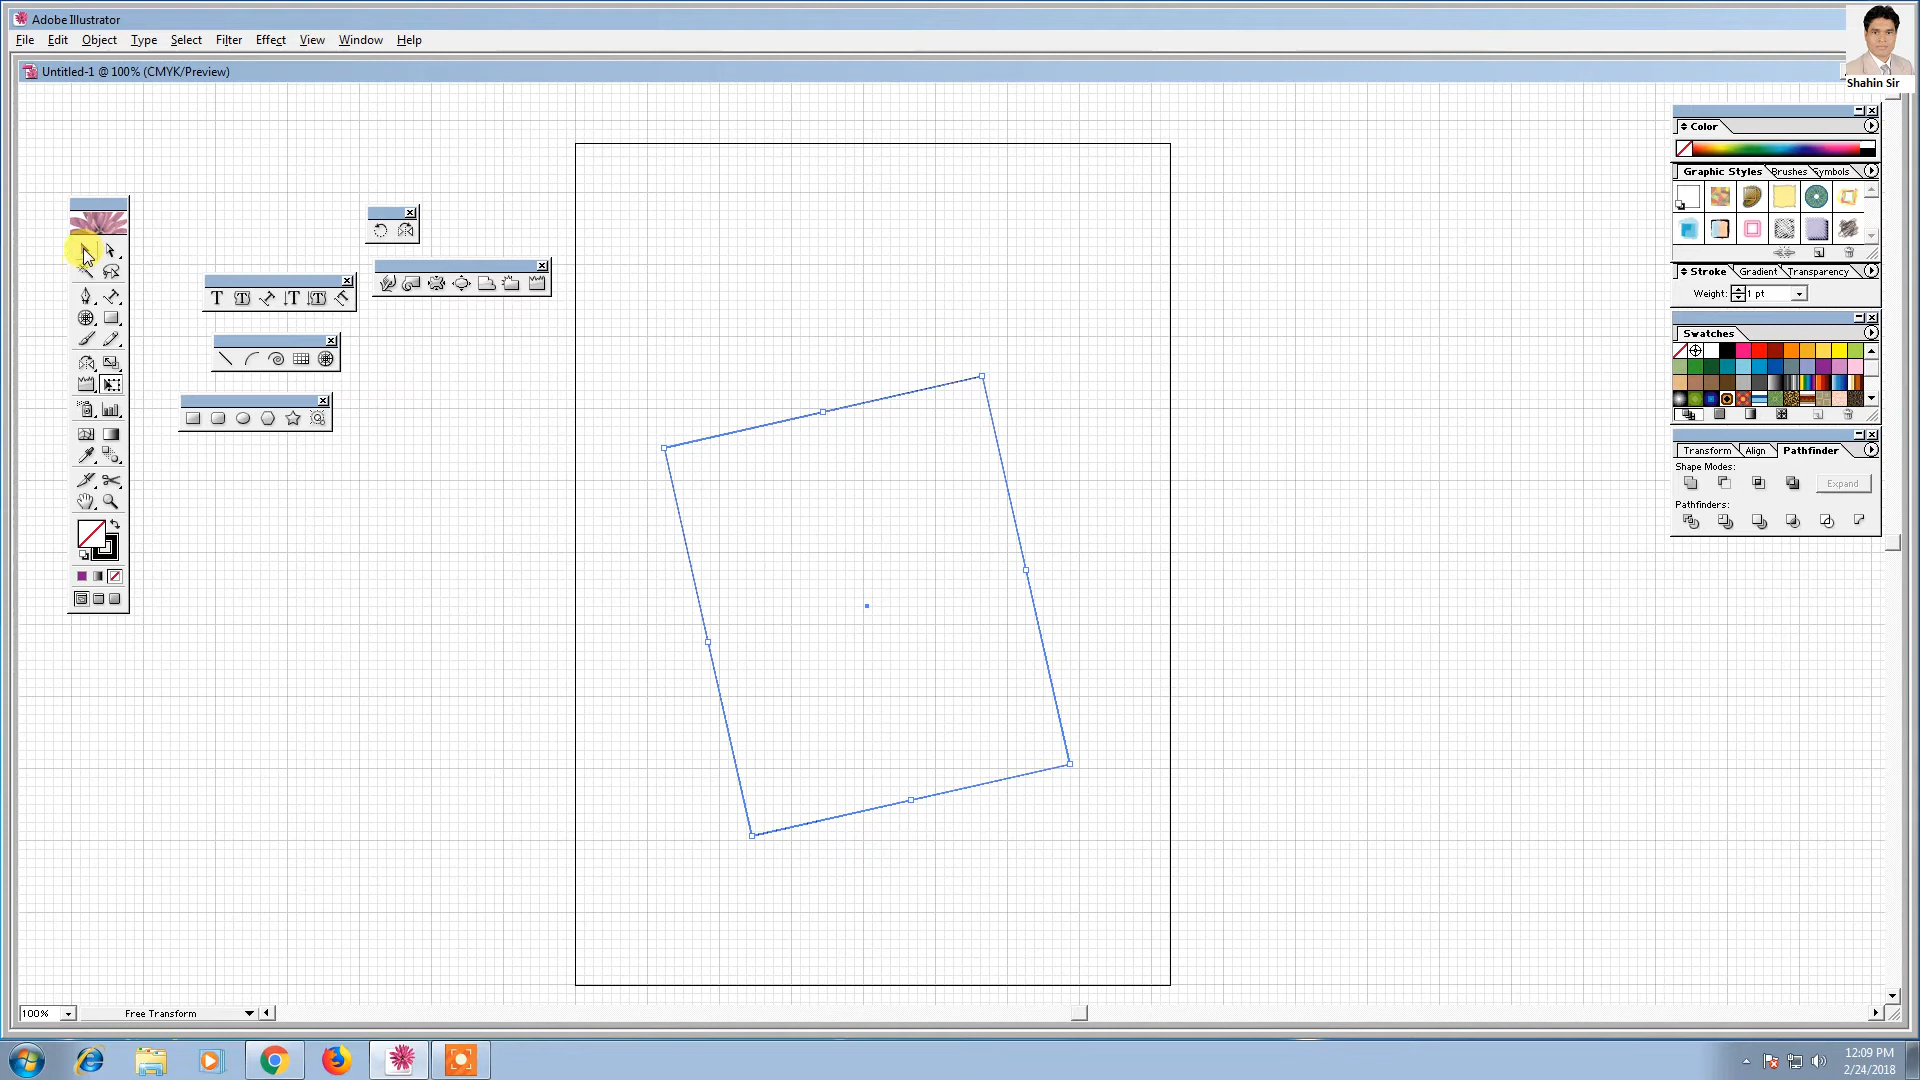 Adobe Illustrator
File Edit Object Type Select Filter Effect View Window Help
Shahin Sir
Untitled-1 @ 100% (CMYK/Preview)
Color
Graphic Styles Brushes Symbols
Stroke Gradient Transparency
Weight: 1 pt
Swatches
Transform Align Pathfinder
Shape Modes:
Expand
Pathfinders:
100% Free Transform
12:09 PM
2/24/2018